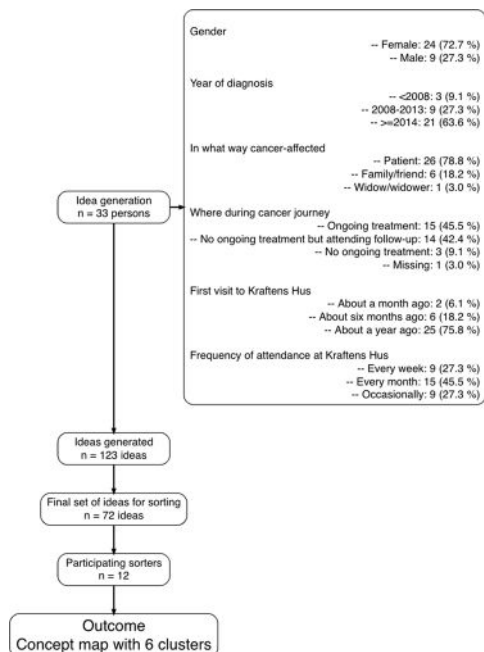 Gender
-- Female: 24 (72.7 %)
-- Male: 9 (27.3 %)
Year of diagnosis
-- <2008: 3 (9.1 %)
-- 2008-2013: 9 (27.3 %)
-- >=2014: 21 (63.6 %)
In what way cancer-affected
-- Patient: 26 (78.8 %)
-- Family/friend: 6 (18.2 %)
-- Widow/widower: 1 (3.0 %)
Where during cancer journey
-- Ongoing treatment: 15 (45.5 %)
-- No ongoing treatment but attending follow-up: 14 (42.4 %)
-- No ongoing treatment: 3 (9.1 %)
-- Missing: 1 (3.0 %)
First visit to Kraftens Hus
-- About a month ago: 2 (6.1 %)
-- About six months ago: 6 (18.2 %)
-- About a year ago: 25 (75.8 %)
Frequency of attendance at Kraftens Hus
-- Every week: 9 (27.3 %)
-- Every month: 15 (45.5 %)
-- Occasionally: 9 (27.3 %)
Idea generation
n = 33 persons
Ideas generated
n = 123 ideas
Final set of ideas for sorting
n = 72 ideas
Participating sorters
n = 12
Outcome
Concept map with 6 clusters